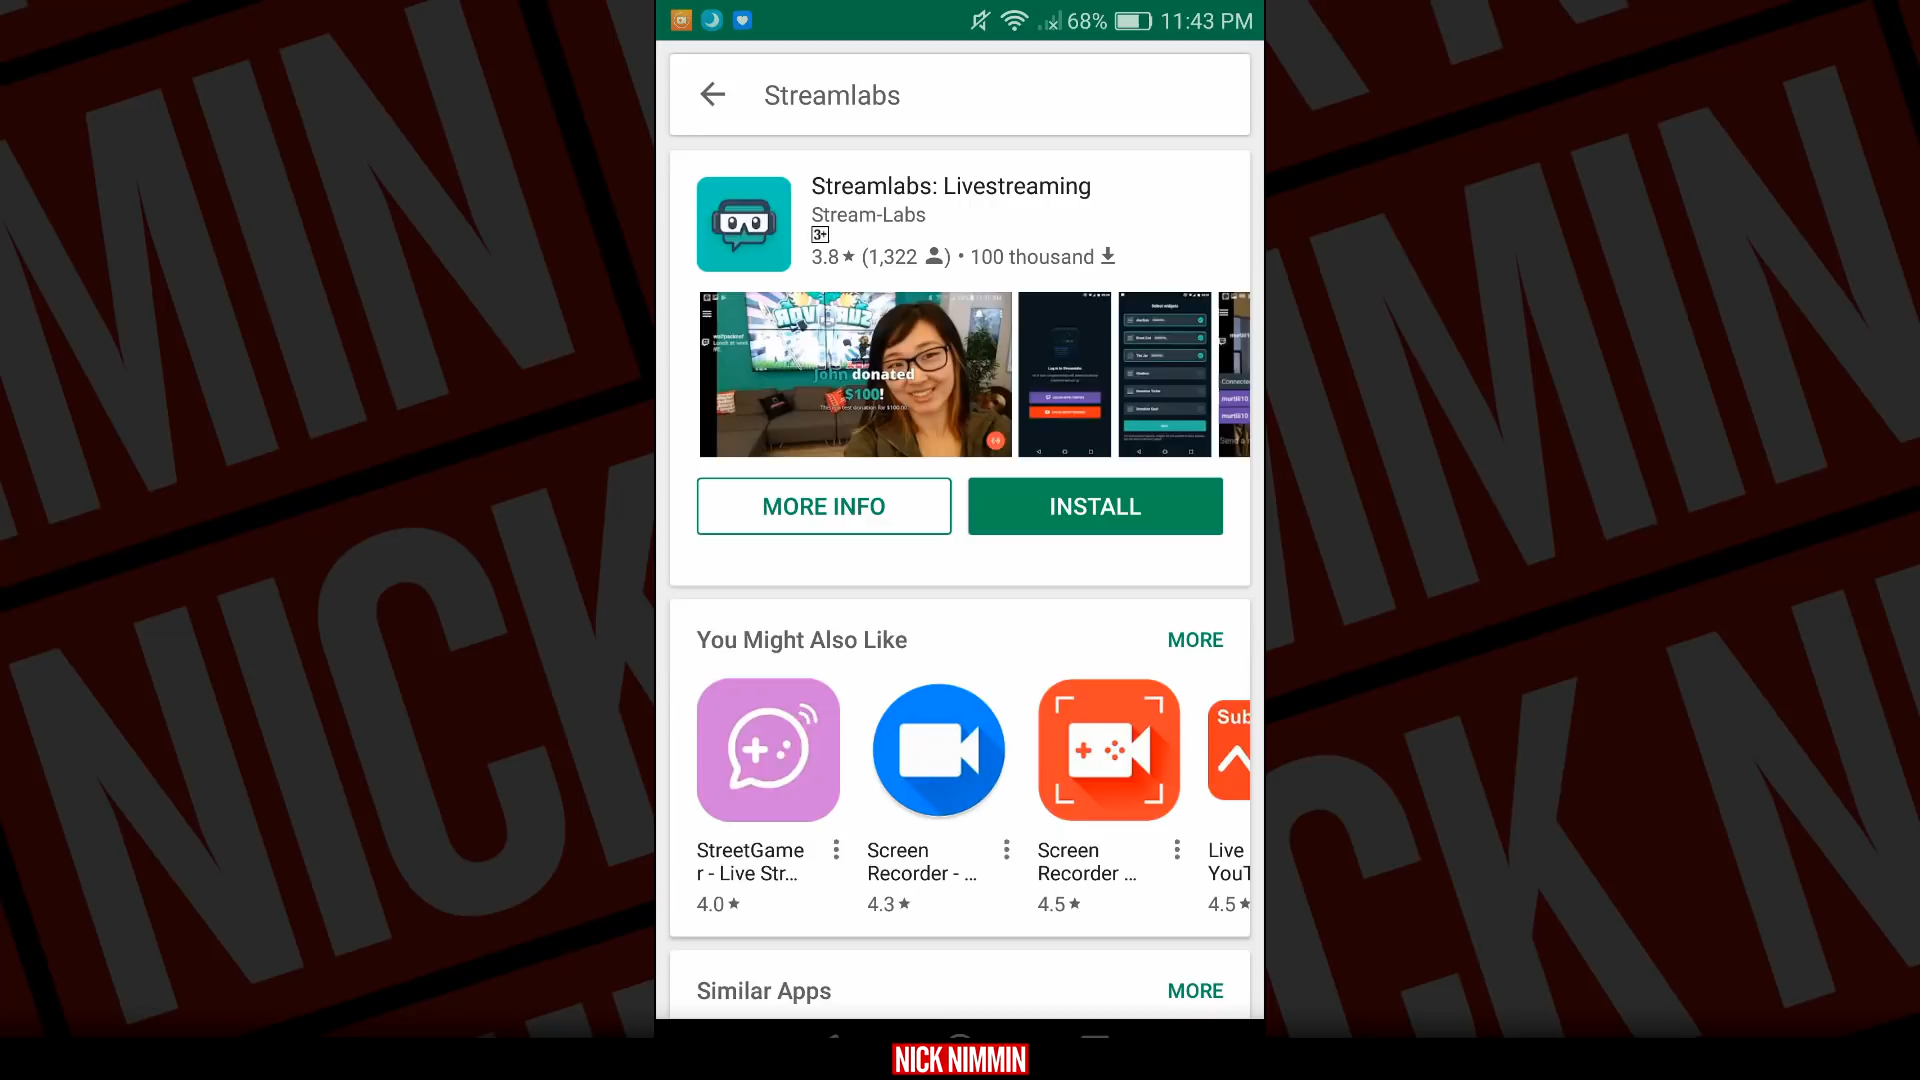 68% 11:43 PM
Streamlabs
Streamlabs: Livestreaming
Stream-Labs
3+
3.8★ (1,322 ) • 100 thousand
John donated
$100!
MORE INFO
INSTALL
You Might Also Like
MORE
Sub
StreetGame
r - Live Str...
Screen
Recorder - ...
Screen
Recorder ...
Live
YouT
4.0★
4.3★
4.5★
4.5★
Similar Apps
MORE
NICK NIMMIN